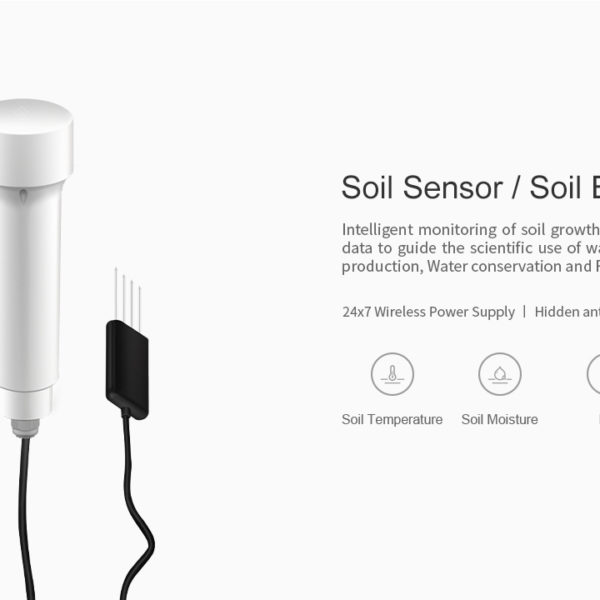 Soil Sensor / Soil
Intelligent monitoring of soil growth
data to guide the scientific use of
production, Water conservation and
24x7 Wireless Power Supply | Hidden
Soil Temperature Soil Moisture